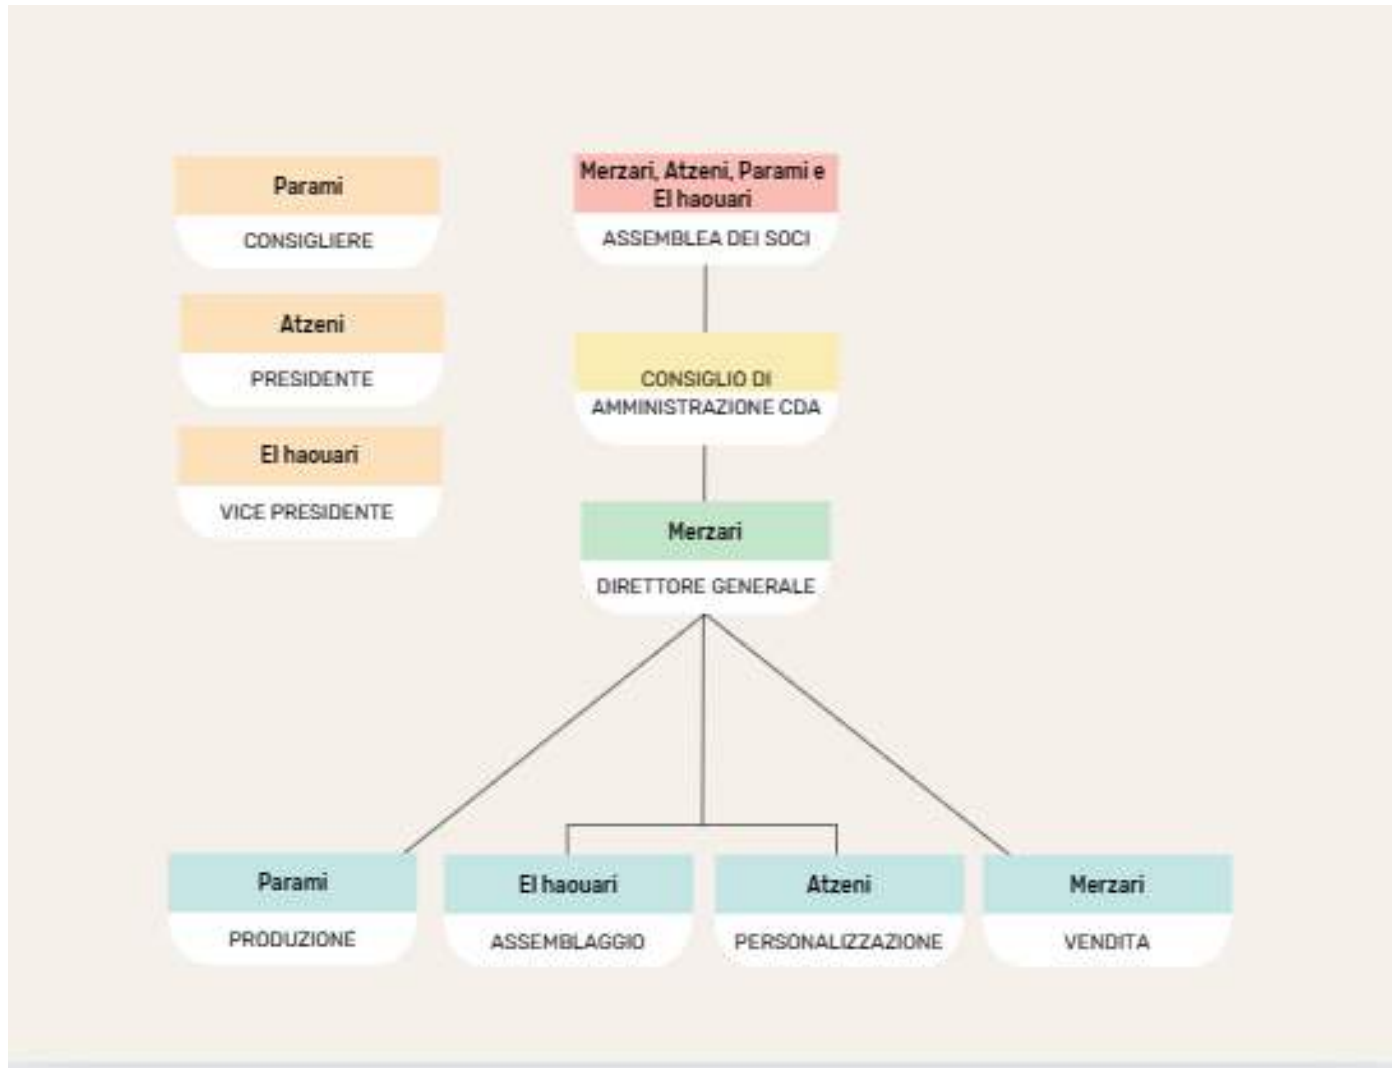 Parami
CONSIGLIERE
Atzeni
PRESIDENTE
El haouari
VICE PRESIDENTE
Merzari, Atzeni, Parami e
El haouari
ASSEMBLEA DEI SOCI
CONSIGLIO DI
AMMINISTRAZIONE CDA
Merzari
DIRETTORE GENERALE
Parami
PRODUZIONE
El haouari
ASSEMBLAGGIO
Atzeni
PERSONALIZZAZIONE
Merzari
VENDITA